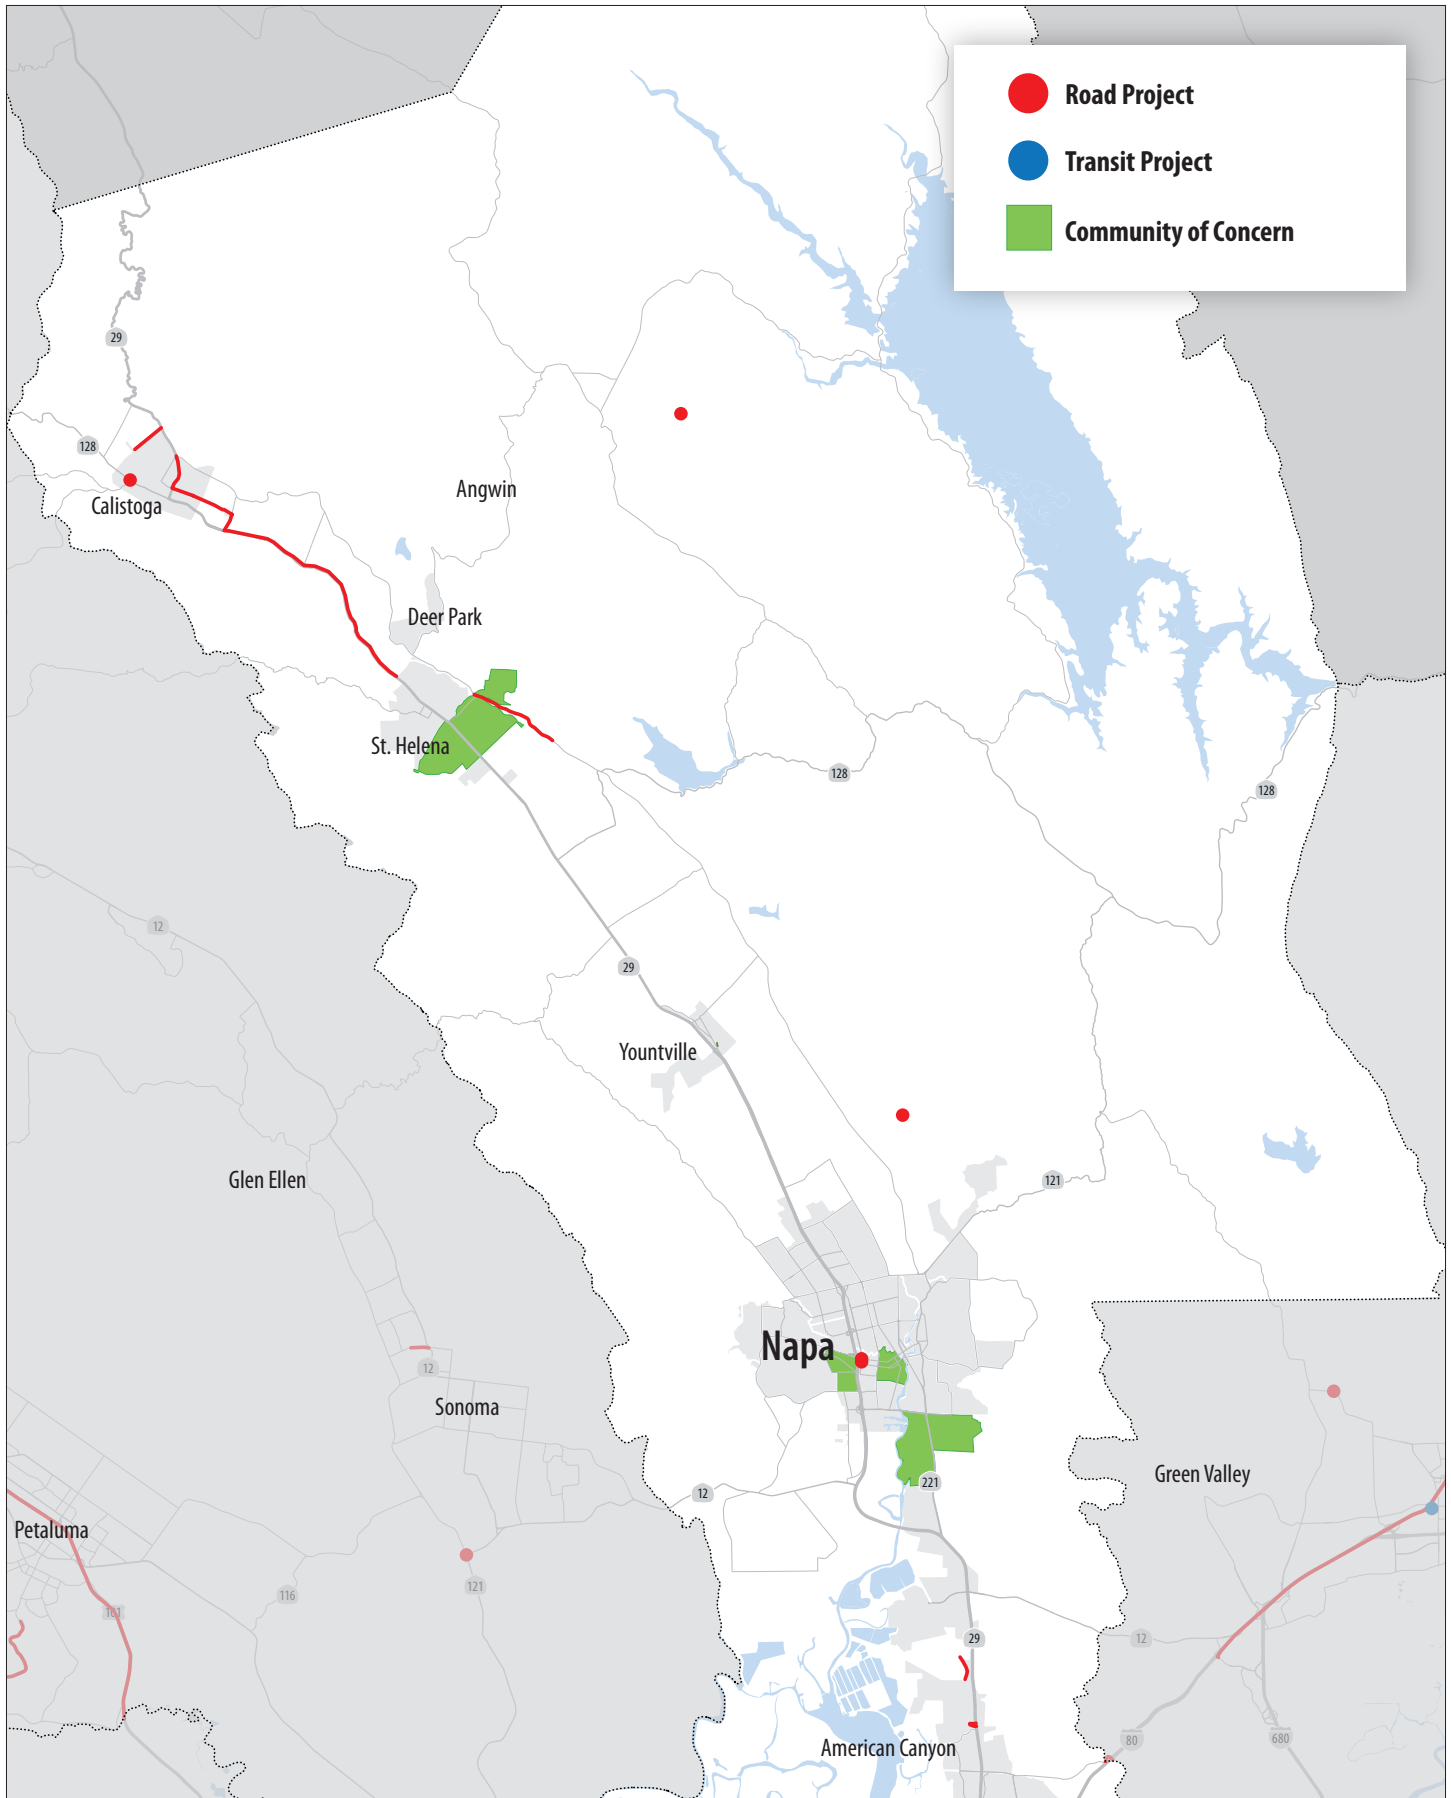 Road Project
Transit Project
Community of Concern
29
128
Calistoga
Angwin
Deer Park
St. Helena
128
128
12
29
Yountville
Glen Ellen
121
Napa
12
Sonoma
Green Valley
221
12
Petaluma
121
116
101
29
12
American Canyon
80
680